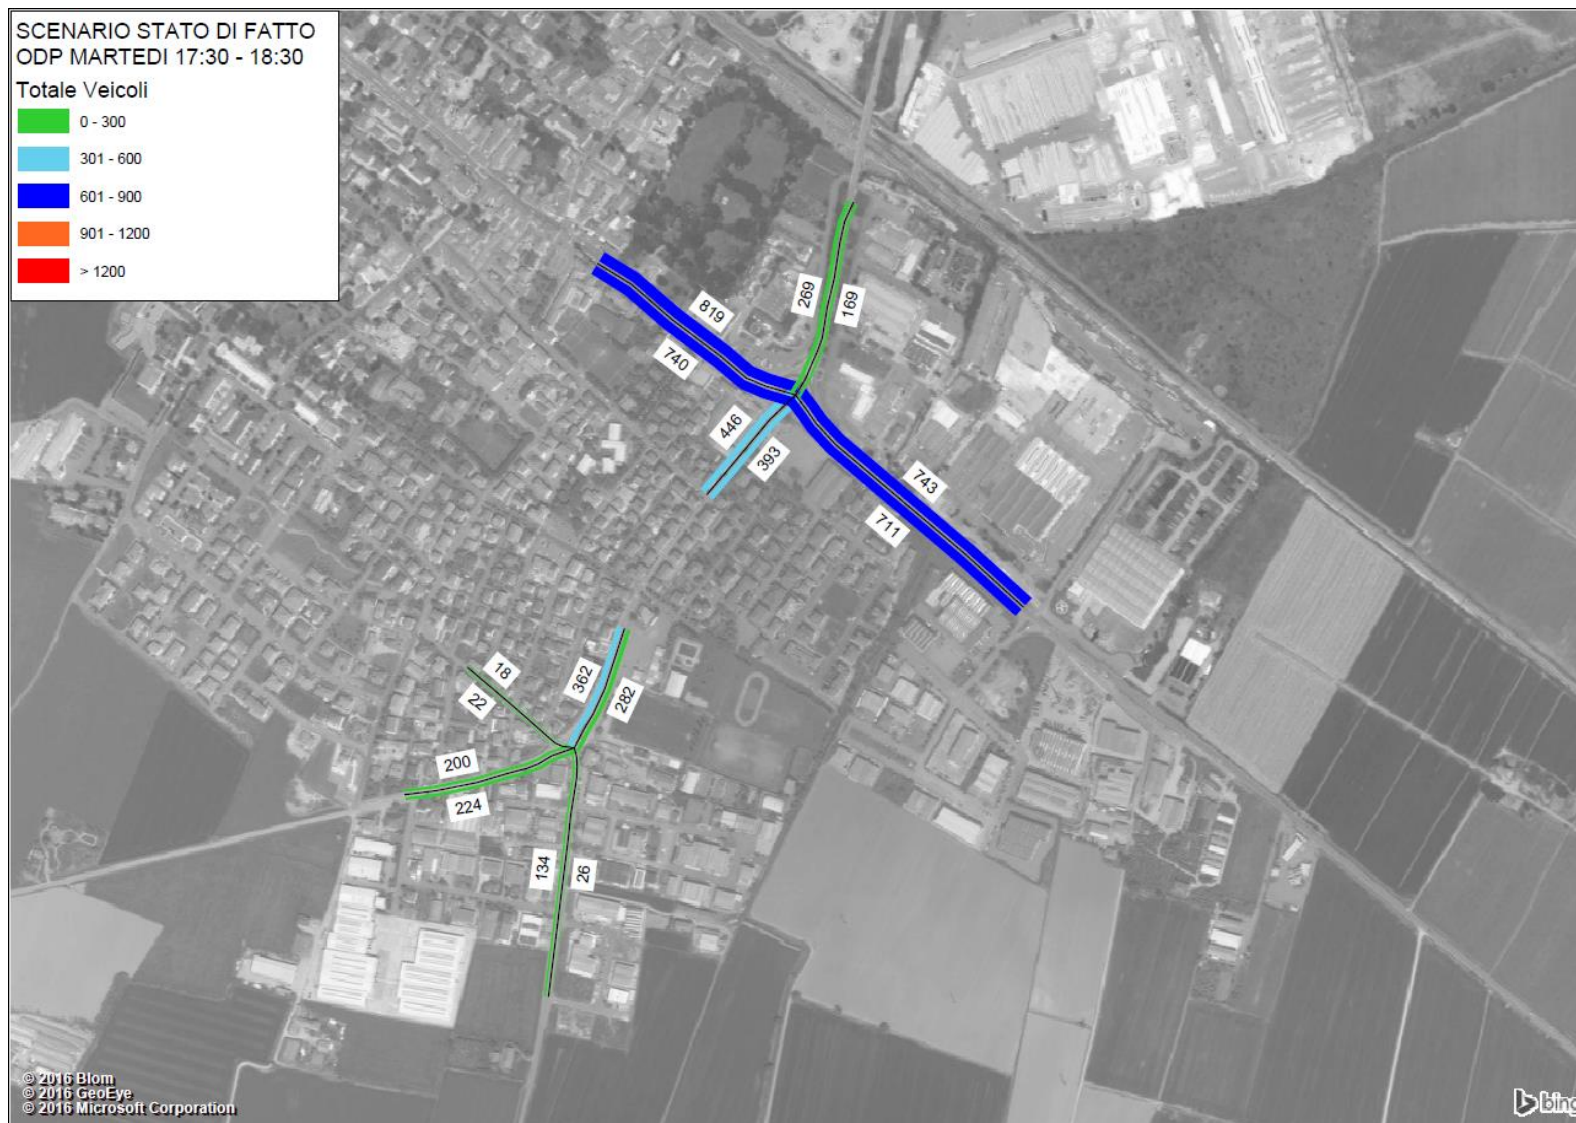 SCENARIO STATO DI FATTO
ODP MARTEDI 17:30 - 18:30
Totale Veicoli
0 - 300
301 - 600
601 - 900
901 - 1200
> 1200
269
169
819
740
446
393
743
711
18
22
362
282
200
224
134
26
© 2016 Blom
© 2016 GeoEye
© 2016 Microsoft Corporation
bing